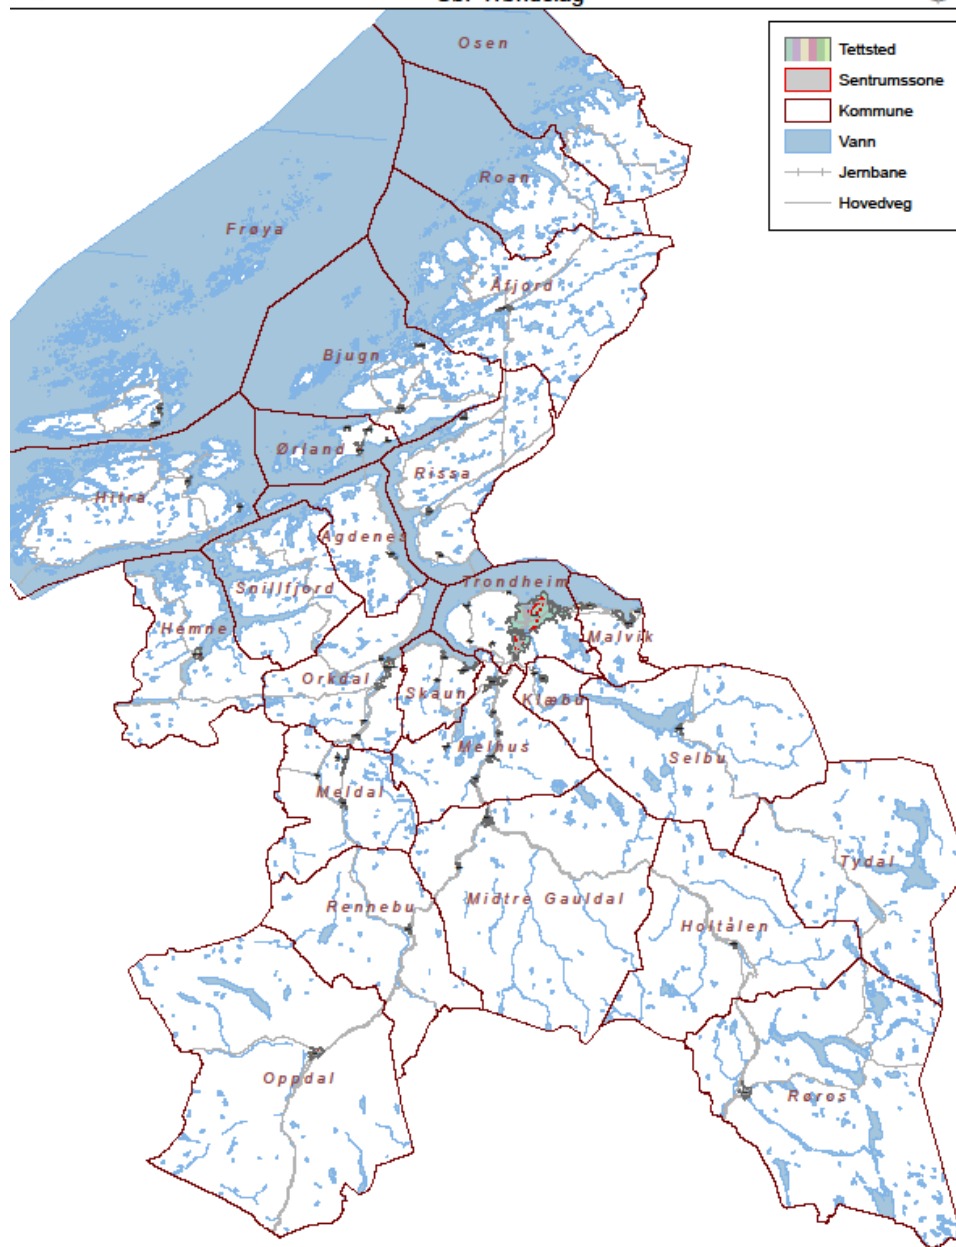 Osen
Tettsted
Sentrumssone
Kommune
Vann
Jernbane
Hovedveg
Roan
Frøya
Åfjord
Bjugn
Ørland
Rissa
Hitra
Agdenes
Snillfjord
Trondheim
Hemne
Malvik
Orkdal
Skaun
Klæbu
Melhus
Selbu
Meldal
Tydal
Midtre Gauldal
Rennebu
Holtålen
Oppdal
Røros